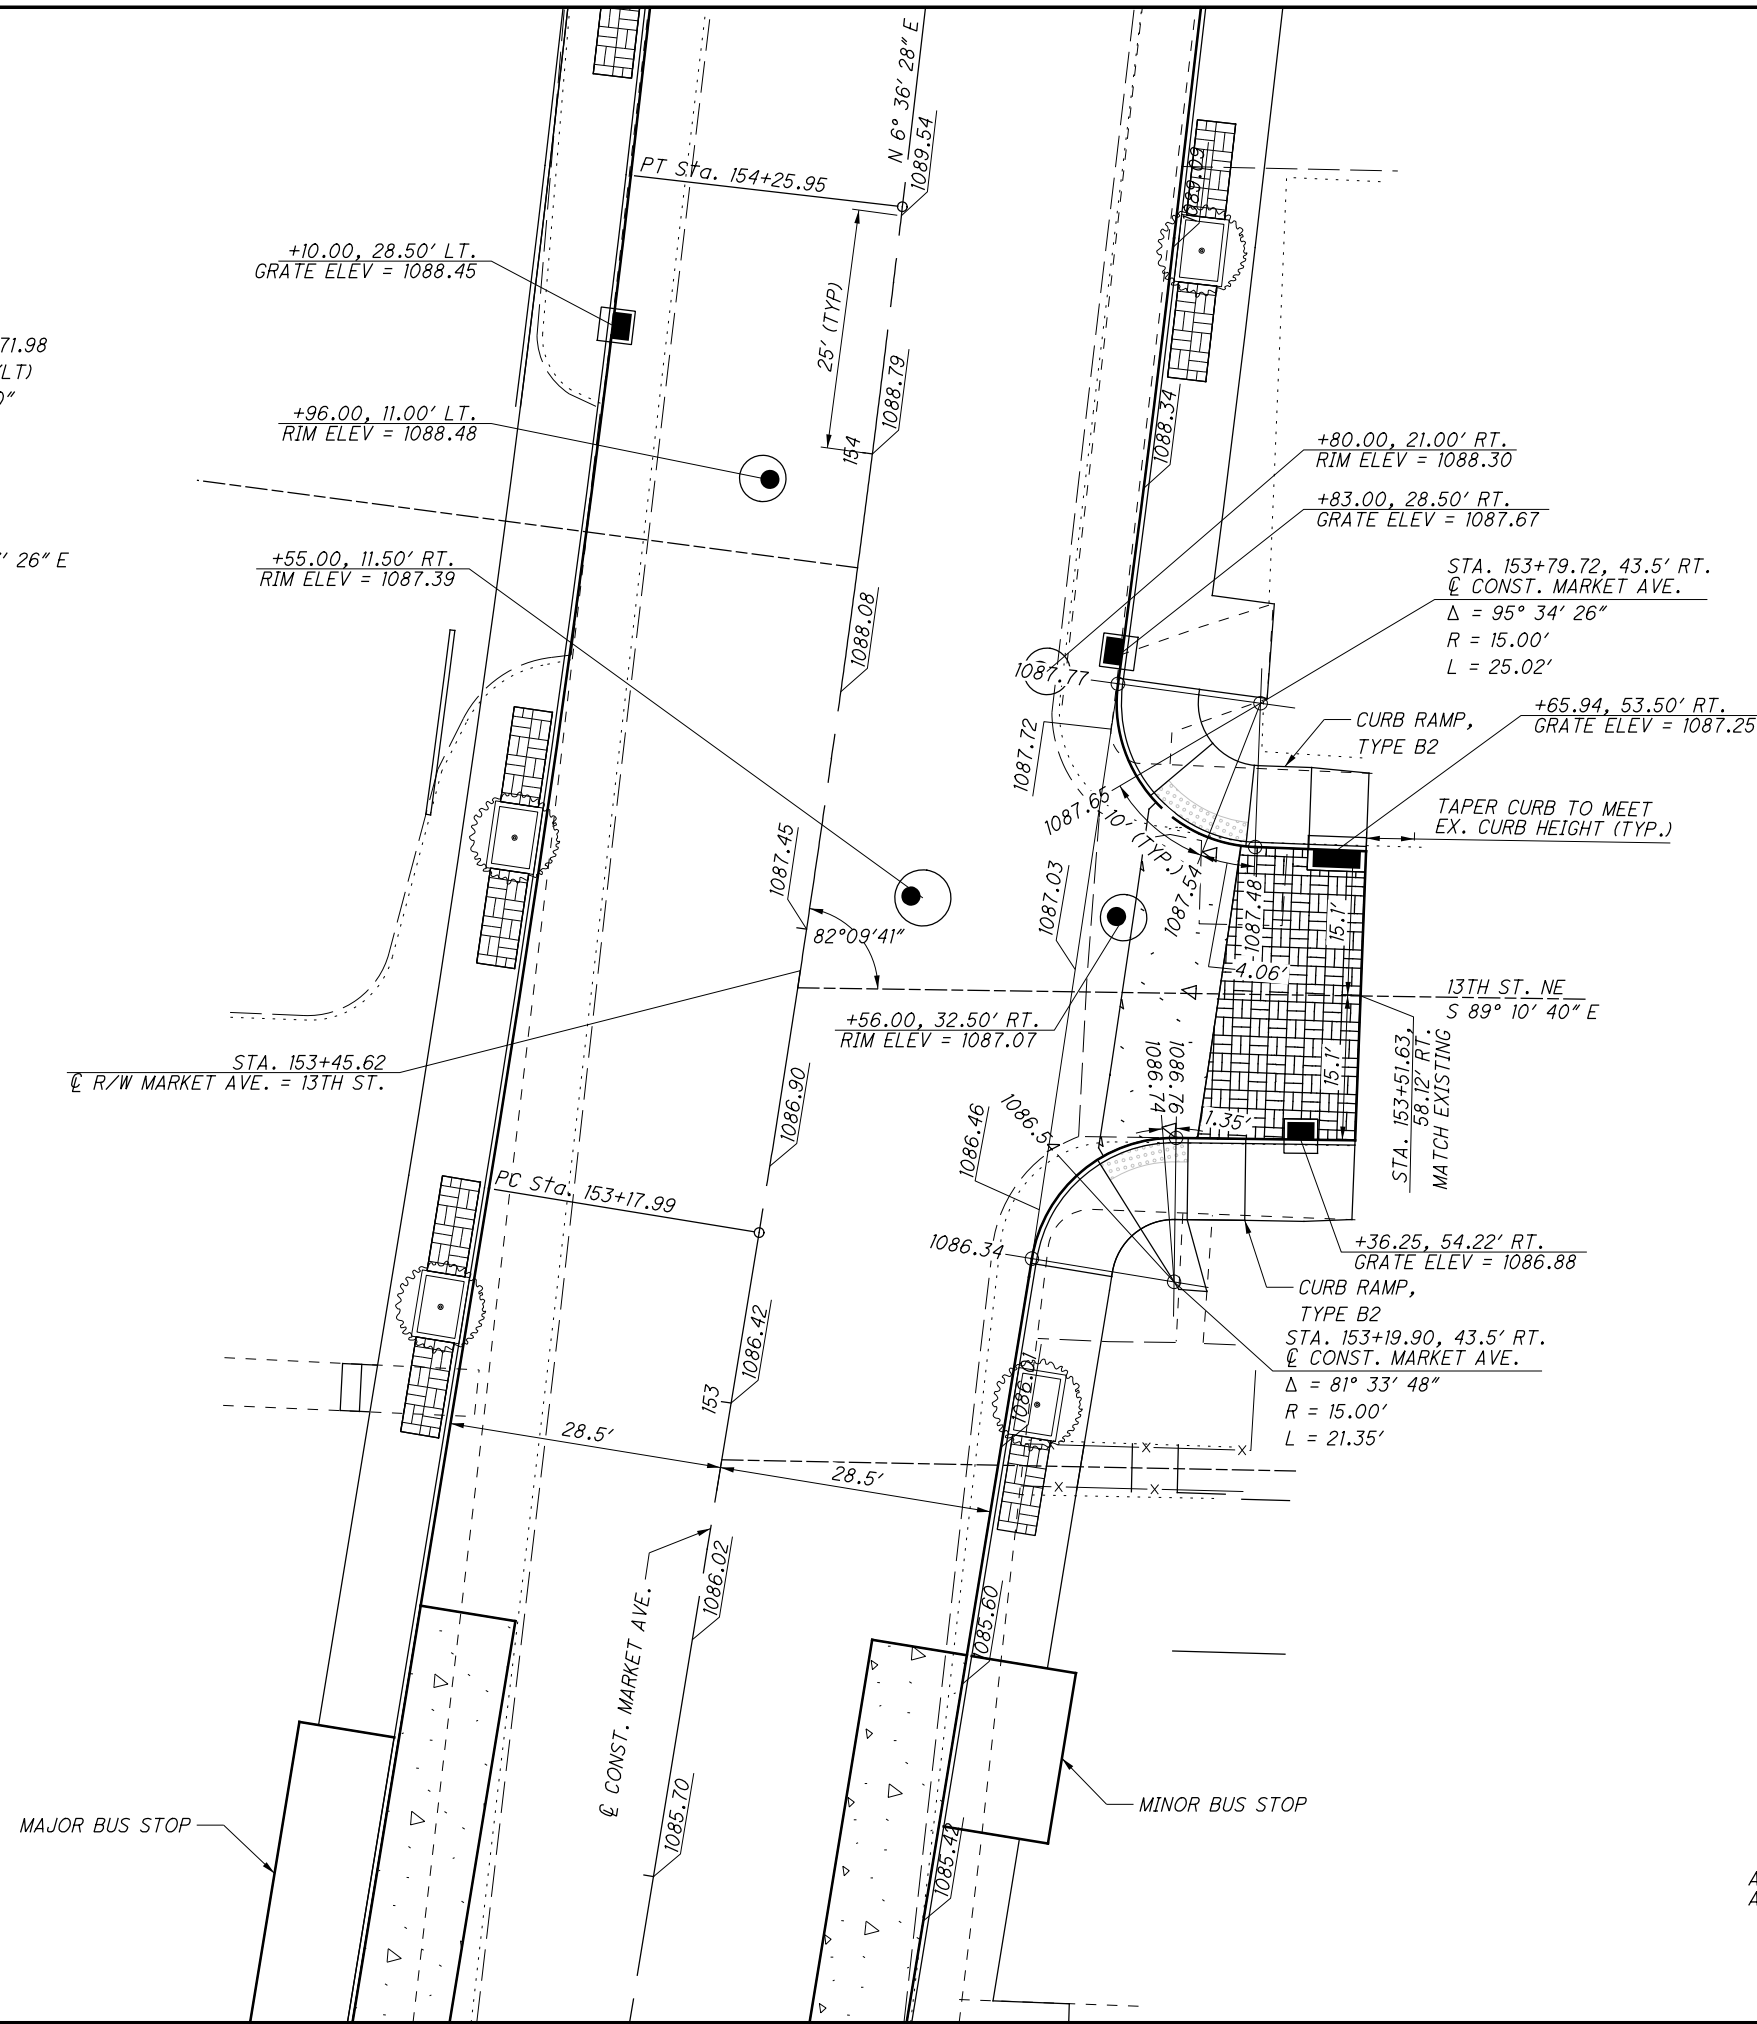 N 6° 36′ 28″ E
1089.54
PT Sta. 154+25.95
1089.09
+10.00, 28.50′ LT.
GRATE ELEV = 1088.45
25′ (TYP)
71.98
(LT)
0″
1088.79
1088.34
+96.00, 11.00′ LT.
RIM ELEV = 1088.48
154
+80.00, 21.00′ RT.
RIM ELEV = 1088.30
+83.00, 28.50′ RT.
GRATE ELEV = 1087.67
′ 26″ E
+55.00, 11.50′ RT.
RIM ELEV = 1087.39
STA. 153+79.72, 43.5′ RT.
℄ CONST. MARKET AVE.
Δ = 95° 34′ 26″
R = 15.00′
L = 25.02′
1088.08
1087.77
+65.94, 53.50′ RT.
GRATE ELEV = 1087.25
CURB RAMP,
TYPE B2
1087.72
1087.65
10′ (TYP.)
TAPER CURB TO MEET
EX. CURB HEIGHT (TYP.)
1087.45
1087.03
1087.54
1087.48
15.1′
82°09′41″
4.06′
13TH ST. NE
S 89° 10′ 40″ E
+56.00, 32.50′ RT.
RIM ELEV = 1087.07
STA. 153+45.62
℄ R/W MARKET AVE. = 13TH ST.
15.1′
STA. 153+51.63,
58.12′ RT.
MATCH EXISTING
1086.90
1086.74
1086.76
1.35′
1086.46
1086.54
PC Sta. 153+17.99
1086.34
+36.25, 54.22′ RT.
GRATE ELEV = 1086.88
CURB RAMP,
TYPE B2
STA. 153+19.90, 43.5′ RT.
℄ CONST. MARKET AVE.
Δ = 81° 33′ 48″
R = 15.00′
L = 21.35′
1086.42
153
1086.01
28.5′
28.5′
X
X
X
X
1086.02
1085.60
℄ CONST. MARKET AVE.
1085.70
MAJOR BUS STOP
MINOR BUS STOP
1085.42
A
A